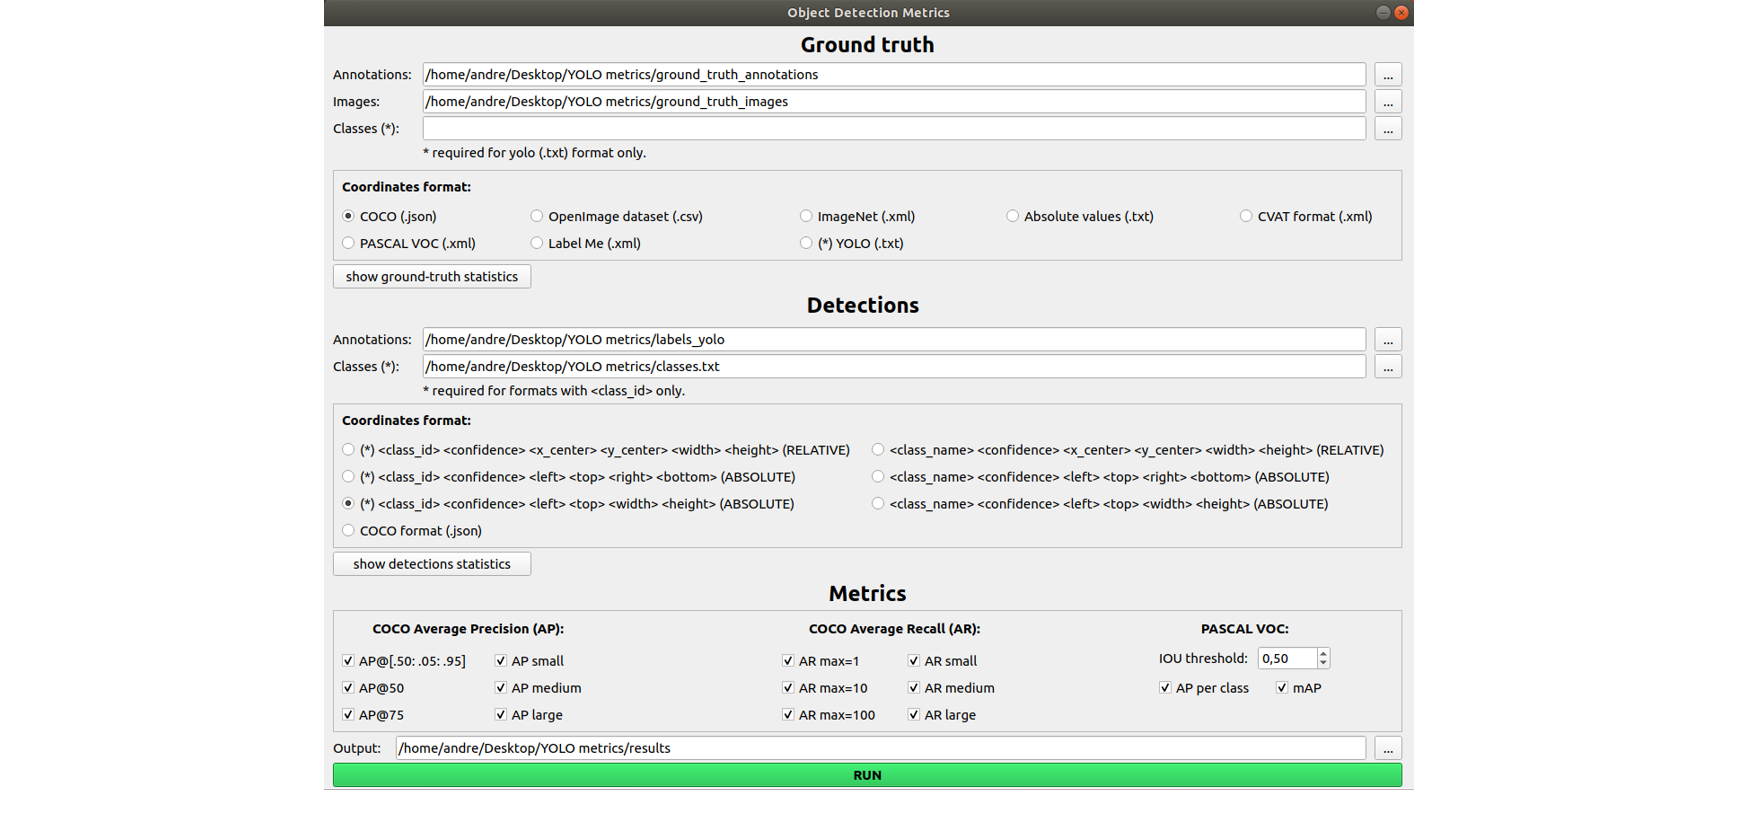 Object Detection Metrics
Ground truth
Annotations: /home/andre/Desktop/YOLO metrics/ground_truth_annotations ...
Images: /home/andre/Desktop/YOLO metrics/ground_truth_images ...
Classes (*): ...
* required for yolo (.txt) format only.
Coordinates format:
COCO (.json) OpenImage dataset (.csv) ImageNet (.xml) Absolute values (.txt) CVAT format (.xml)
PASCAL VOC (.xml) Label Me (.xml) (*) YOLO (.txt)
show ground-truth statistics
Detections
Annotations: /home/andre/Desktop/YOLO metrics/labels_yolo ...
Classes (*): /home/andre/Desktop/YOLO metrics/classes.txt ...
* required for formats with <class_id> only.
Coordinates format:
(*) <class_id> <confidence> <x_center> <y_center> <width> <height> (RELATIVE) <class_name> <confidence> <x_center> <y_center> <width> <height> (RELATIVE)
(*) <class_id> <confidence> <left> <top> <right> <bottom> (ABSOLUTE) <class_name> <confidence> <left> <top> <right> <bottom> (ABSOLUTE)
(*) <class_id> <confidence> <left> <top> <width> <height> (ABSOLUTE) <class_name> <confidence> <left> <top> <width> <height> (ABSOLUTE)
COCO format (.json)
show detections statistics
Metrics
COCO Average Precision (AP): COCO Average Recall (AR): PASCAL VOC:
AP@[.50: .05: .95] AP small AR max=1 AR small IOU threshold: 0,50
AP@50 AP medium AR max=10 AR medium AP per class mAP
AP@75 AP large AR max=100 AR large
Output: /home/andre/Desktop/YOLO metrics/results ...
RUN